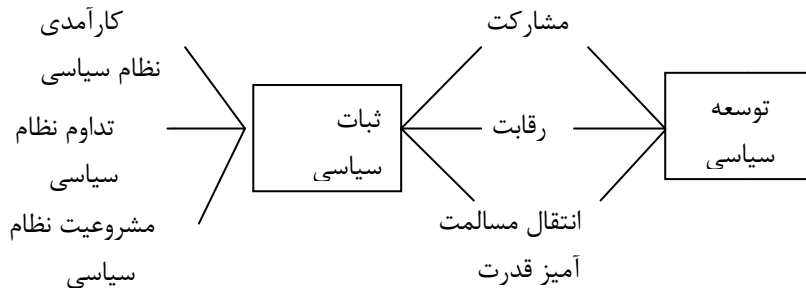 توسعه
سیاسی
مشارکت
رقابت
انتقال مسالمت
آمیز قدرت
ثبات
سیاسی
کارآمدی
نظام سیاسی
تداوم نظام
سیاسی
مشروعیت نظام
سیاسی